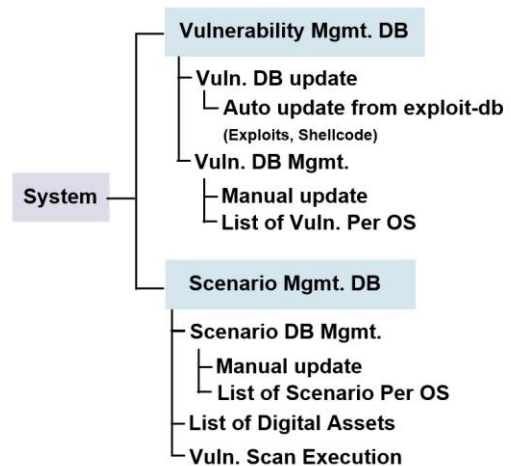 Vulnerability Mgmt. DB
Vuln. DB update
Auto update from exploit-db
(Exploits, Shellcode)
Vuln. DB Mgmt.
Manual update
List of Vuln. Per OS
System
Scenario Mgmt. DB
Scenario DB Mgmt.
Manual update
List of Scenario Per OS
List of Digital Assets
Vuln. Scan Execution